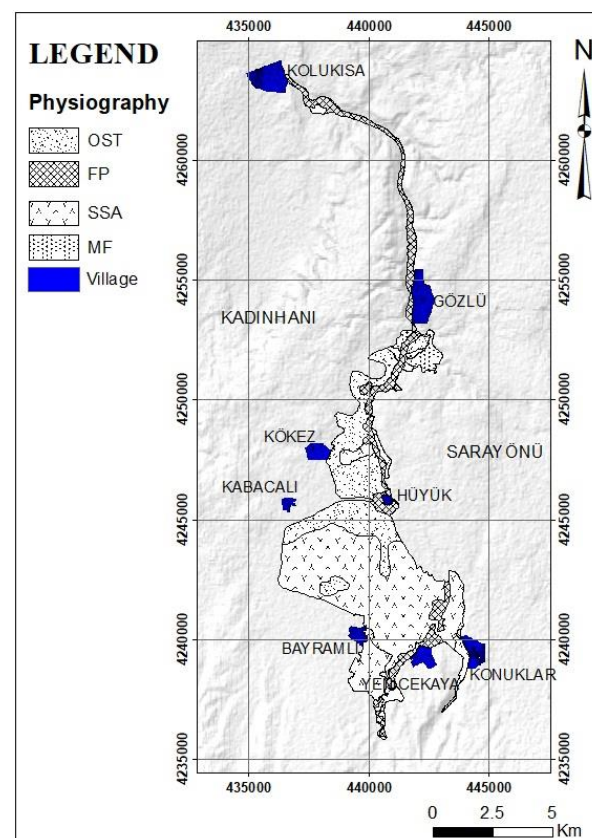 LEGEND
Physiography
OST
FP
SSA
MF
Village
435000 440000 445000
N
KOLUKISA
4260000 4260000
4255000 4255000
GÖZLÜ
KADINHANI
4250000 4250000
KÖKEZ
SARAYÖNÜ
KABACALI
HÜYÜK
4245000 4245000
4240000 4240000
BAYRAMLI
KONUKLAR
4235000 4235000
435000 440000 445000
0 2.5 5
Km